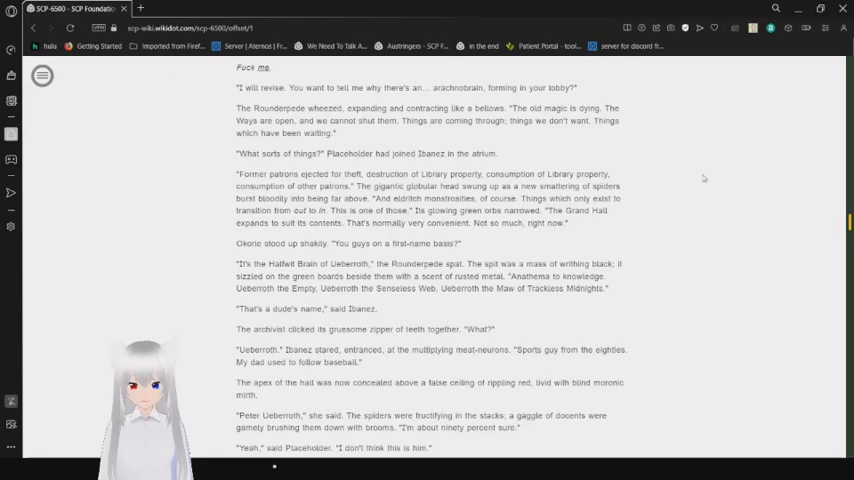 SCP-6500 - SCP Foundatio
scp-wiki.wikidot.com/scp-6500/offset/1
hulu
Getting Started
Imported from Firef...
Server | Aternos | Fr...
We Need To Talk A...
Austringers - SCP F...
in the end
Patient Portal - tool...
server for discord fr...
Fuck me.
"I will revise. You want to tell me why there's an... arachnobrain, forming in your lobby?"
The Rounderpede wheezed, expanding and contracting like a bellows. "The old magic is dying. The
Ways are open, and we cannot shut them. Things are coming through; things we don't want. Things
which have been waiting."
"What sorts of things?" Placeholder had joined Ibanez in the atrium.
"Former patrons ejected for theft, destruction of Library property, consumption of Library property,
consumption of other patrons." The gigantic globular head swung up as a new smattering of spiders
burst bloodily into being far above. "And eldritch monstrosities, of course. Things which only exist to
transition from out to in. This is one of those." Its glowing green orbs narrowed. "The Grand Hall
expands to suit its contents. That's normally very convenient. Not so much, right now."
Okorie stood up shakily. "You guys on a first-name basis?"
"It's the Halfwit Brain of Ueberroth," the Rounderpede spat. The spit was a mass of writhing black; it
sizzled on the green boards beside them with a scent of rusted metal. "Anathema to knowledge.
Ueberroth the Empty, Ueberroth the Senseless Web, Ueberroth the Maw of Trackless Midnights."
"That's a dude's name," said Ibanez.
The archivist clicked its gruesome zipper of teeth together. "What?"
"Ueberroth." Ibanez stared, entranced, at the multiplying meat-neurons. "Sports guy from the eighties.
My dad used to follow baseball."
The apex of the hall was now concealed above a false ceiling of rippling red, livid with blind moronic
mirth.
"Peter Ueberroth," she said. The spiders were fructifying in the stacks; a gaggle of docents were
gamely brushing them down with brooms. "I'm about ninety percent sure."
"Yeah," said Placeholder. "I don't think this is him."